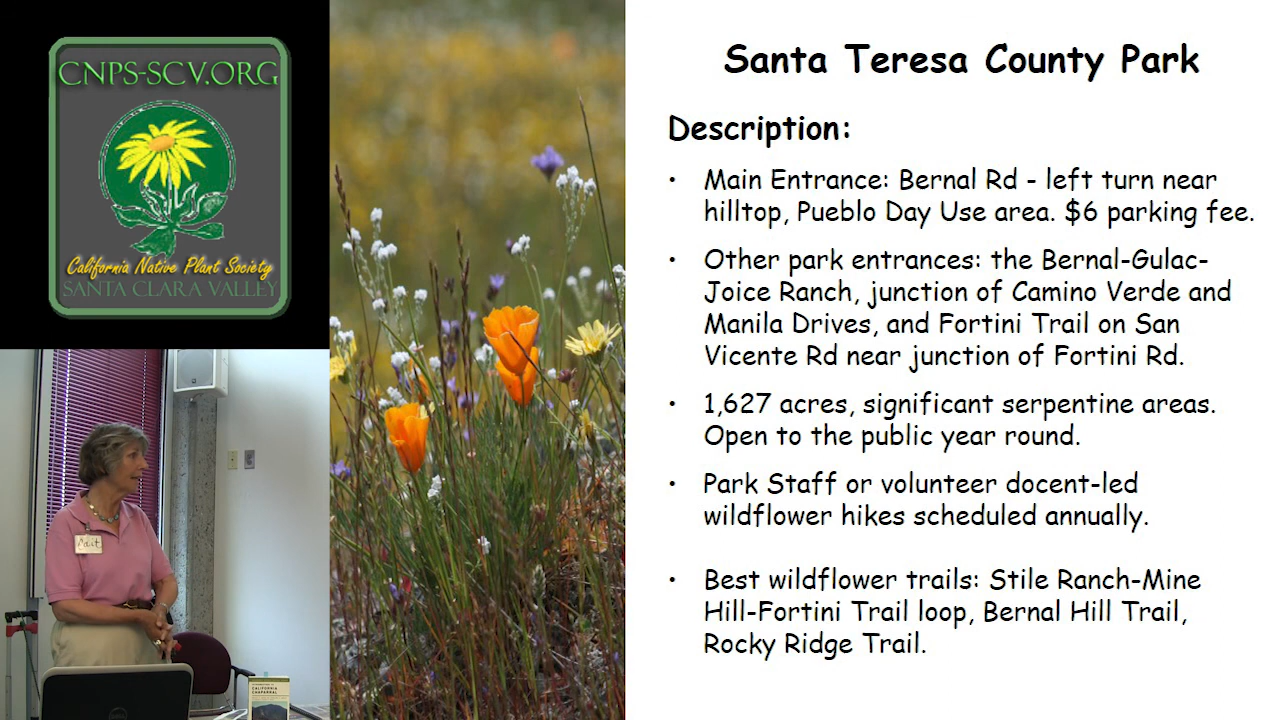 CNPS-SCV.ORG
California Native Plant Society
SANTA CLARA VALLEY
Santa Teresa County Park
Description:
• Main Entrance: Bernal Rd - left turn near
hilltop, Pueblo Day Use area. $6 parking fee.
• Other park entrances: the Bernal-Gulac-
Joice Ranch, junction of Camino Verde and
Manila Drives, and Fortini Trail on San
Vicente Rd near junction of Fortini Rd.
• 1,627 acres, significant serpentine areas.
Open to the public year round.
• Park Staff or volunteer docent-led
wildflower hikes scheduled annually.
• Best wildflower trails: Stile Ranch-Mine
Hill-Fortini Trail loop, Bernal Hill Trail,
Rocky Ridge Trail.
CALIFORNIA
CHAPARRAL